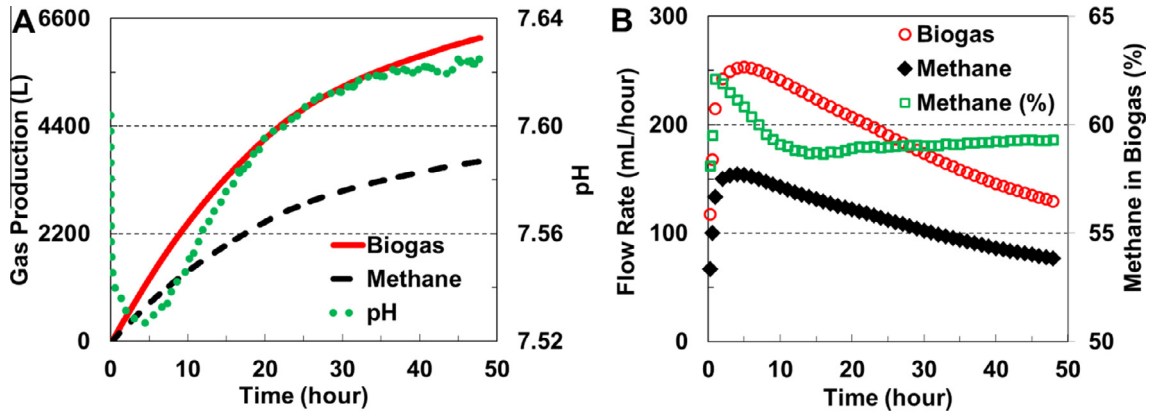 A
Gas Production (L)
6600
4400
2200
0
7.64
7.60
7.56
7.52
pH
Biogas
Methane
pH
0 10 20 30 40 50
Time (hour)
B
Flow Rate (mL/hour)
300
200
100
0
65
60
55
50
Methane in Biogas (%)
Biogas
Methane
Methane (%)
0 10 20 30 40 50
Time (hour)